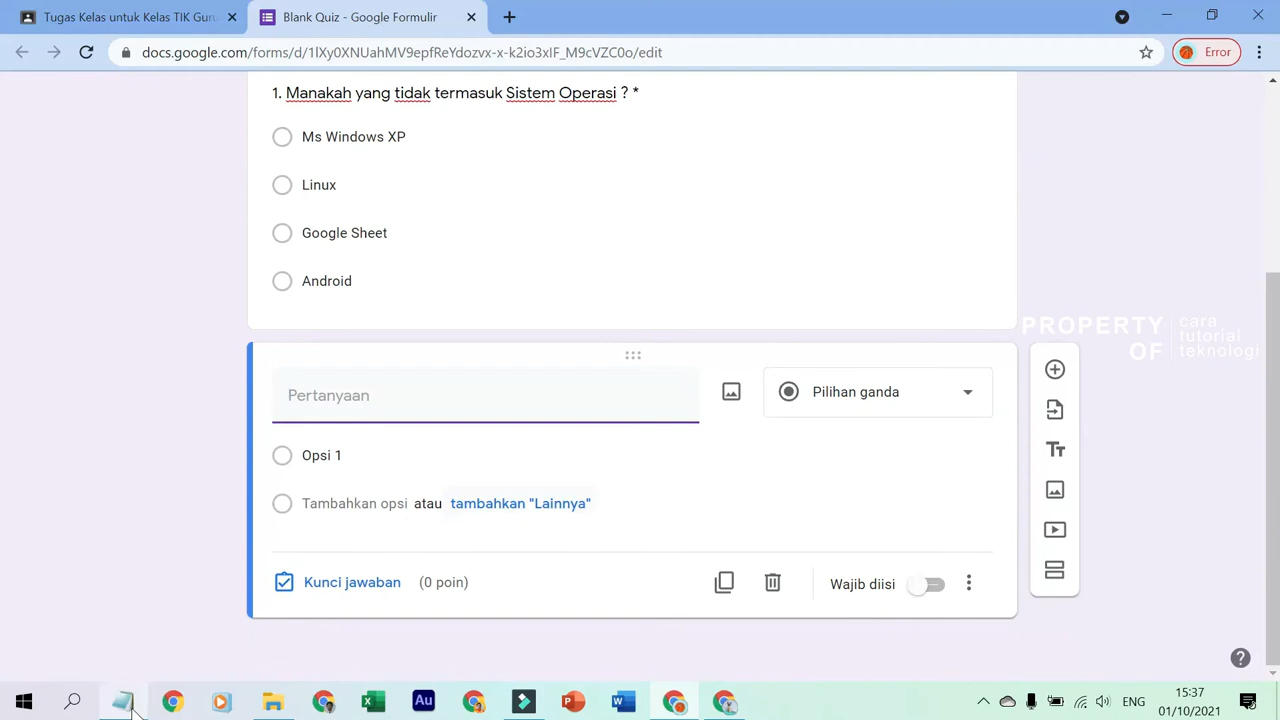 Tugas Kelas untuk Kelas TIK Guru
Blank Quiz - Google Formulir
docs.google.com/forms/d/1lXy0XNUahMV9epfReYdozvx-x-k2io3xIF_M9cVZC0o/edit
Error
1. Manakah yang tidak termasuk Sistem Operasi ? *
Ms Windows XP
Linux
Google Sheet
Android
PROPERTY OF
cara tutorial teknologi
Pertanyaan
Pilihan ganda
Opsi 1
Tambahkan opsi atau tambahkan "Lainnya"
Kunci jawaban (0 poin)
Wajib diisi
ENG
15:37
01/10/2021